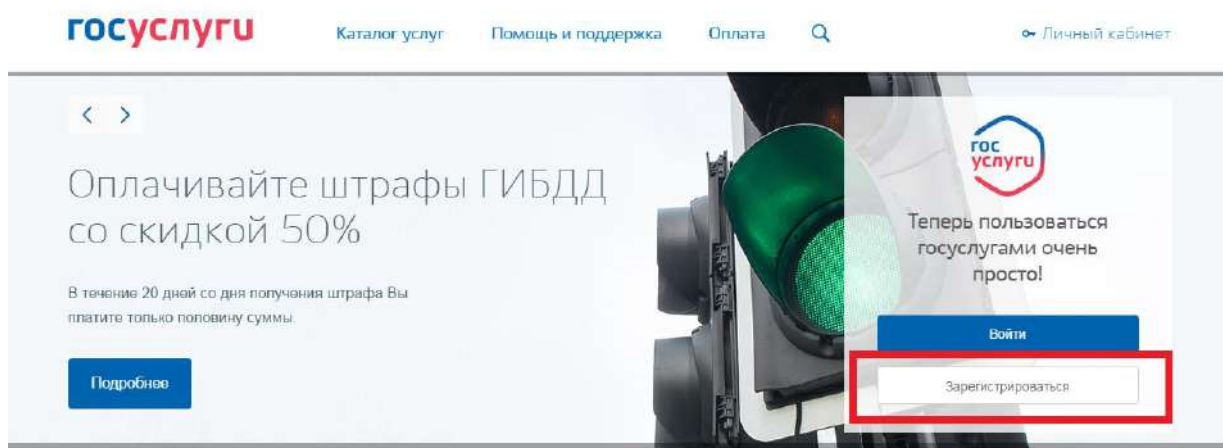 госуслуги
Каталог услуг
Помощь и поддержка
Оплата
Личный кабинет
Оплачивайте штрафы ГИБДД
со скидкой 50%
В течение 20 дней со дня получения штрафа Вы
платите только половину суммы.
Подробнее
гос
услуги
Теперь пользоваться
госуслугами очень
просто!
Войти
Зарегистрироваться